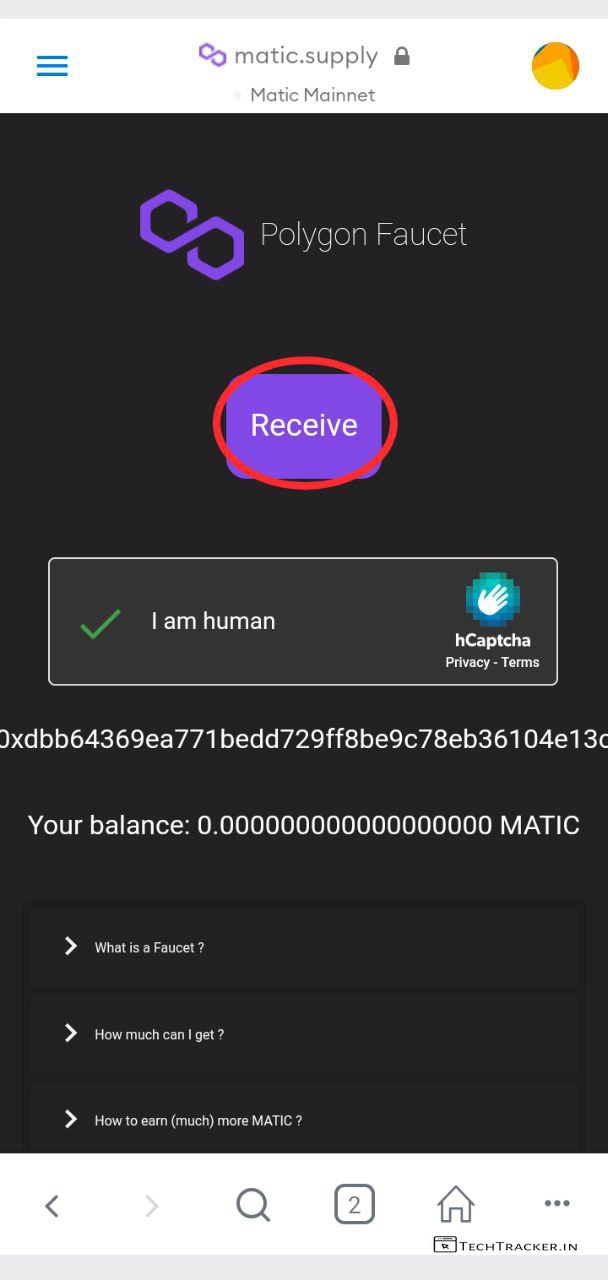 matic.supply
Matic Mainnet
Polygon Faucet
Receive
I am human
hCaptcha
Privacy - Terms
0xdbb64369ea771bedd729ff8be9c78eb36104e13c
Your balance: 0.000000000000000000 MATIC
What is a Faucet ?
How much can I get ?
How to earn (much) more MATIC ?
2
TECHTRACKER.IN